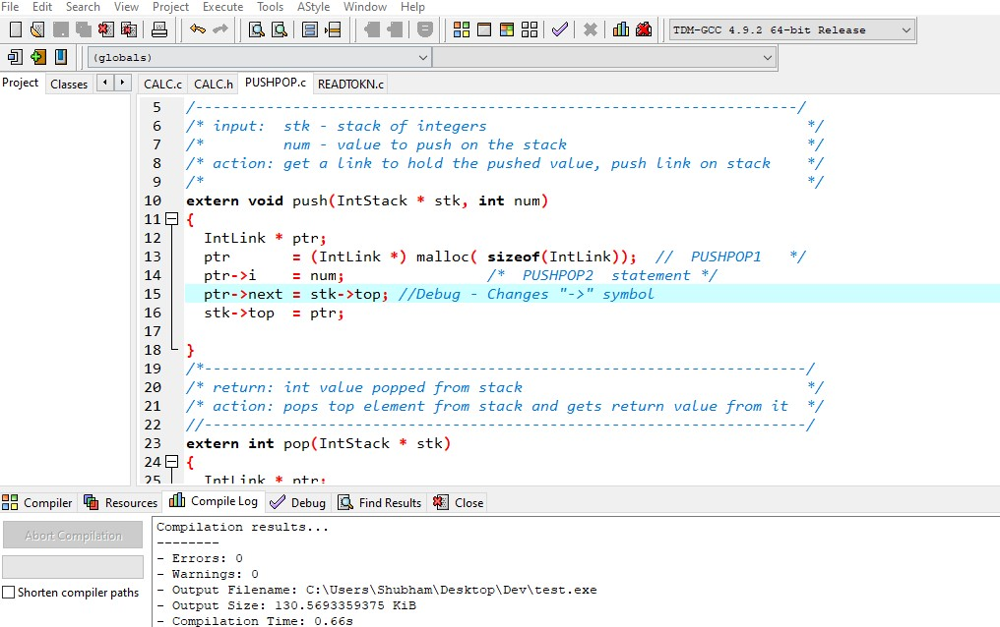 File Edit Search View Project Execute Tools AStyle Window Help
TDM-GCC 4.9.2 64-bit Release
(globals)
Project Classes CALC.c CALC.h PUSHPOP.c READTOKN.c
5 /--------------------------------------------------------------------/
6 /* input:  stk - stack of integers                                    */
7 /*         num - value to push on the stack                           */
8 /* action: get a link to hold the pushed value, push link on stack    */
9 /*                                                                    */
10 extern void push(IntStack * stk, int num)
11 {
12   IntLink * ptr;
13   ptr       = (IntLink *) malloc( sizeof(IntLink));  //  PUSHPOP1   */
14   ptr->i    = num;                /*  PUSHPOP2  statement */
15   ptr->next = stk->top; //Debug - Changes "->" symbol
16   stk->top  = ptr;
17
18 }
19 /*--------------------------------------------------------------------/
20 /* return: int value popped from stack                                */
21 /* action: pops top element from stack and gets return value from it  */
22 //--------------------------------------------------------------------/
23 extern int pop(IntStack * stk)
24 {
25   IntLink * ptr;
Compiler Resources Compile Log Debug Find Results Close
Abort Compilation
Shorten compiler paths
Compilation results...
--------
- Errors: 0
- Warnings: 0
- Output Filename: C:\Users\Shubham\Desktop\Dev\test.exe
- Output Size: 130.5693359375 KiB
- Compilation Time: 0.66s